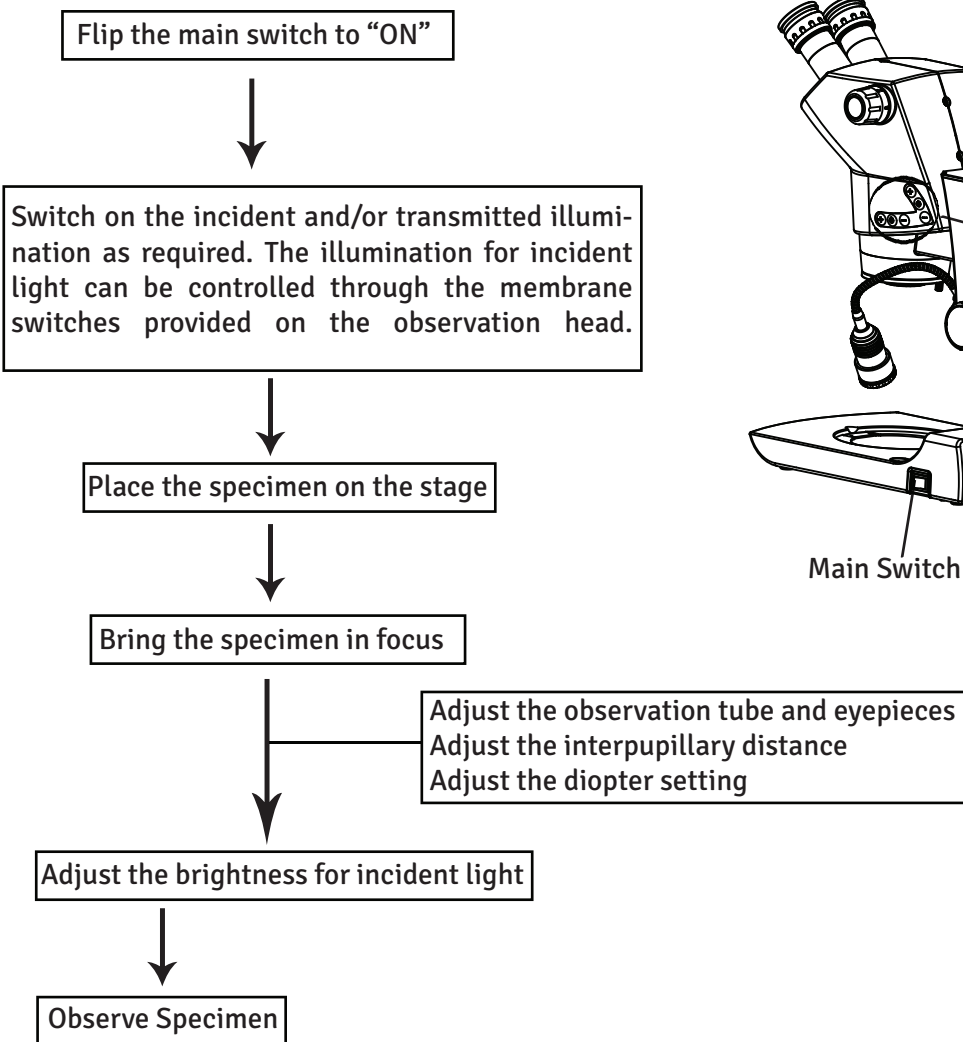 Flip the main switch to “ON”
Switch on the incident and/or transmitted illumi-
nation as required. The illumination for incident
light can be controlled through the membrane
switches provided on the observation head.
Place the specimen on the stage
Main Switch
Bring the specimen in focus
Adjust the observation tube and eyepieces
Adjust the interpupillary distance
Adjust the diopter setting
Adjust the brightness for incident light
Observe Specimen